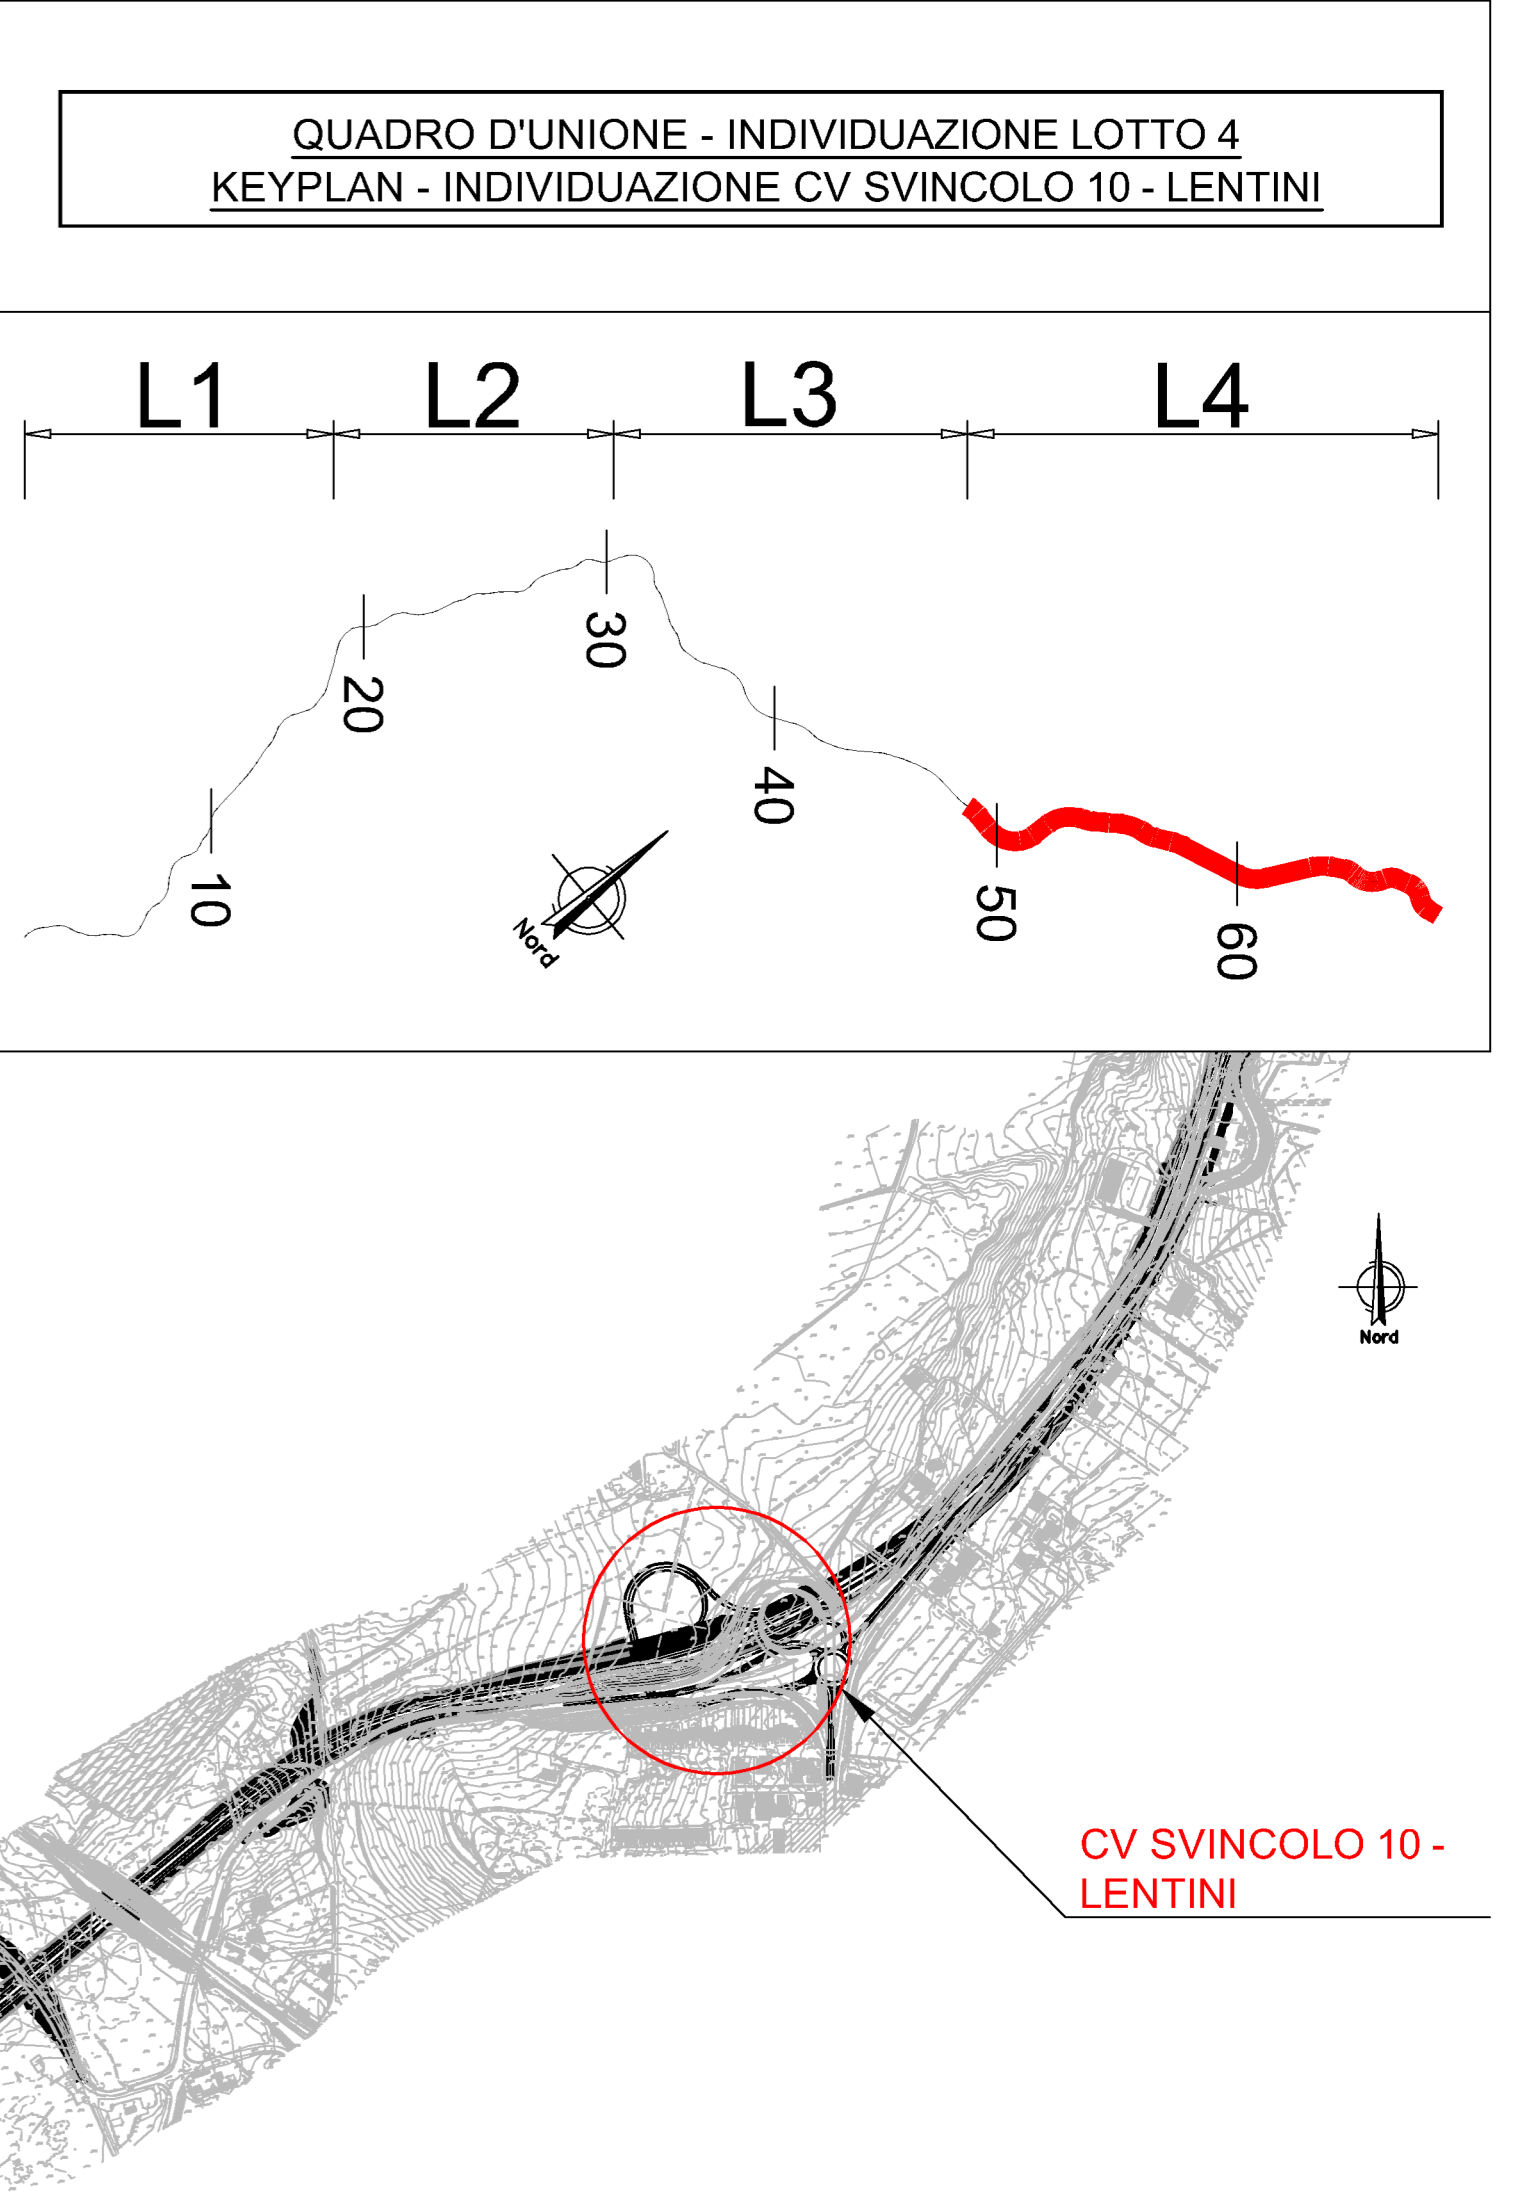 QUADRO D'UNIONE - INDIVIDUAZIONE LOTTO 4
KEYPLAN - INDIVIDUAZIONE CV SVINCOLO 10 - LENTINI
L1 L2 L3 L4
10
20
30
40
50
60
Nord
Nord
CV SVINCOLO 10 -
LENTINI